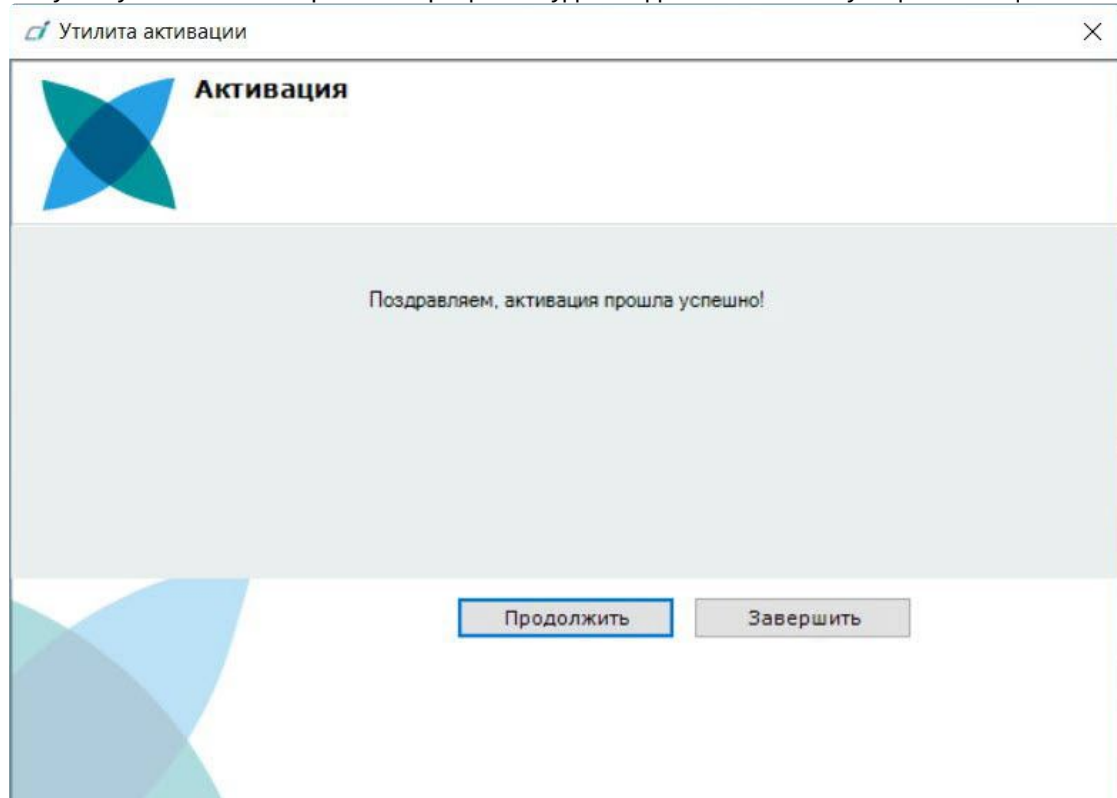 Утилита активации
Активация
Поздравляем, активация прошла успешно!
Продолжить
Завершить